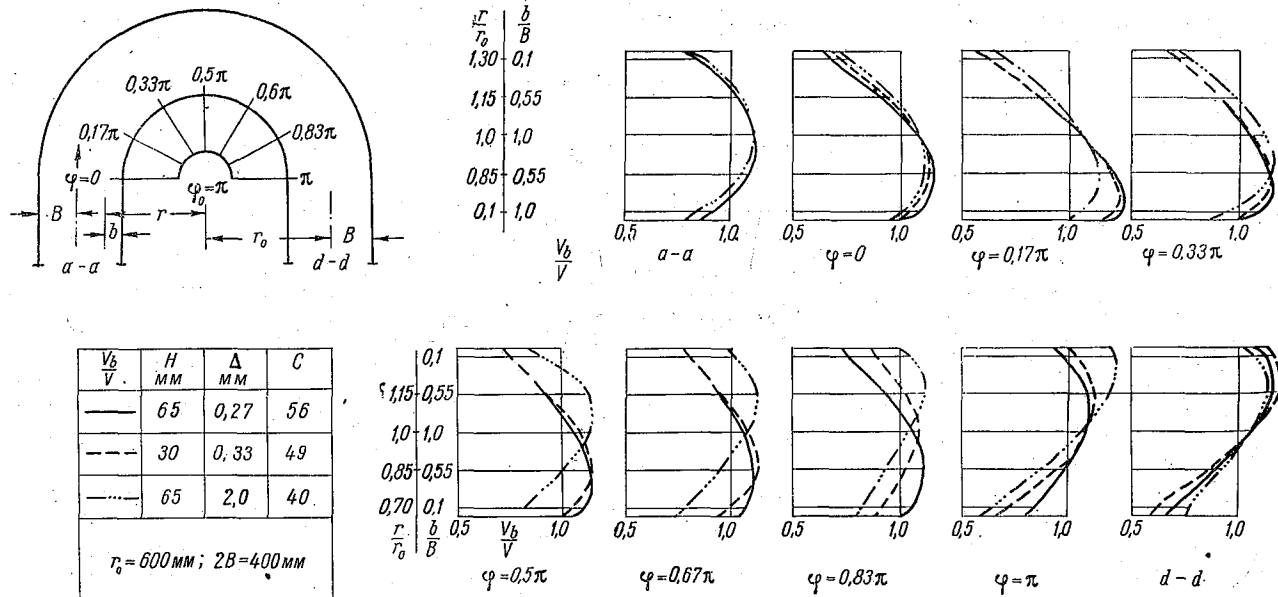 0,5π
0,33π 0,6π
0,17π 0,83π
φ=0 φ₀=π π
B r r₀ B
b
a-a d-d
r/r₀ b/B
1,30 0,1
1,15 0,55
1,0 1,0
0,85 0,55
0,1 1,0
V_b/V
0,5 1,0
a-a
0,5 1,0
φ=0
0,5 1,0
φ=0,17π
0,5 1,0
φ=0,33π
V_b/V H мм Δ мм C
65 0,27 56
30 0,33 49
65 2,0 40
r₀=600мм; 2B=400мм
0,1
1,15 0,55
1,0 1,0
0,85 0,55
0,70 0,1
r/r₀ b/B
0,5 V_b/V 1,0
φ=0,5π
0,5 1,0
φ=0,67π
0,5 1,0
φ=0,83π
0,5 1,0
φ=π
0,5 1,0
d-d